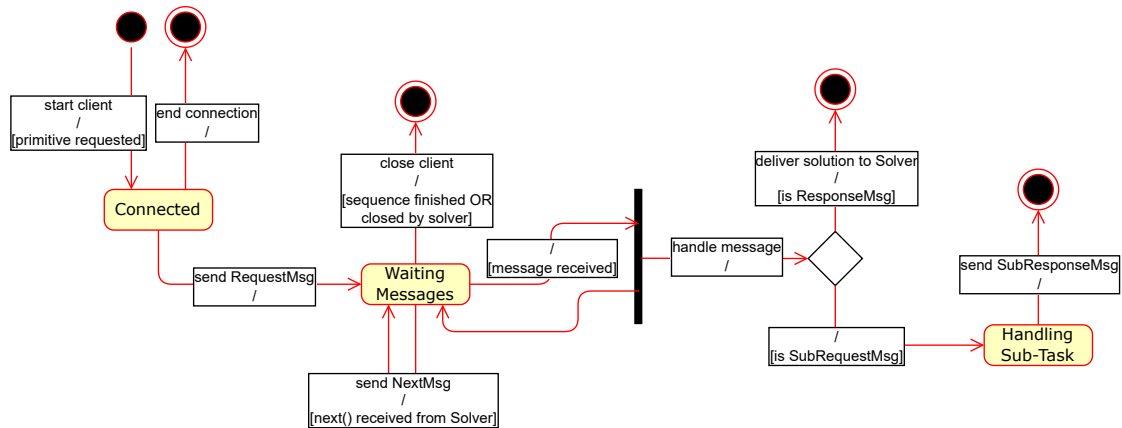 start client
/
[primitive requested]
end connection
/
Connected
send RequestMsg
/
close client
/
[sequence finished OR
closed by solver]
Waiting
Messages
send NextMsg
/
[next() received from Solver]
/
[message received]
handle message
/
deliver solution to Solver
/
[is ResponseMsg]
/
[is SubRequestMsg]
send SubResponseMsg
/
Handling
Sub-Task